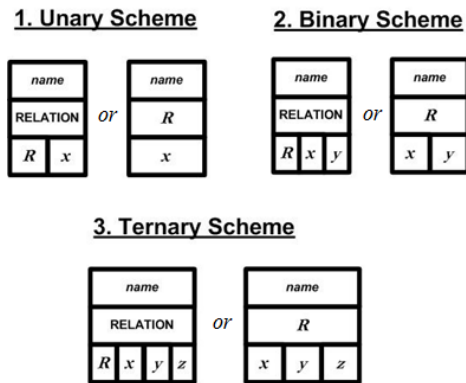 1. Unary Scheme
name
RELATION
R x
or
name
R
x
2. Binary Scheme
name
RELATION
R x y
or
name
R
x y
3. Ternary Scheme
name
RELATION
R x y z
or
name
R
x y z